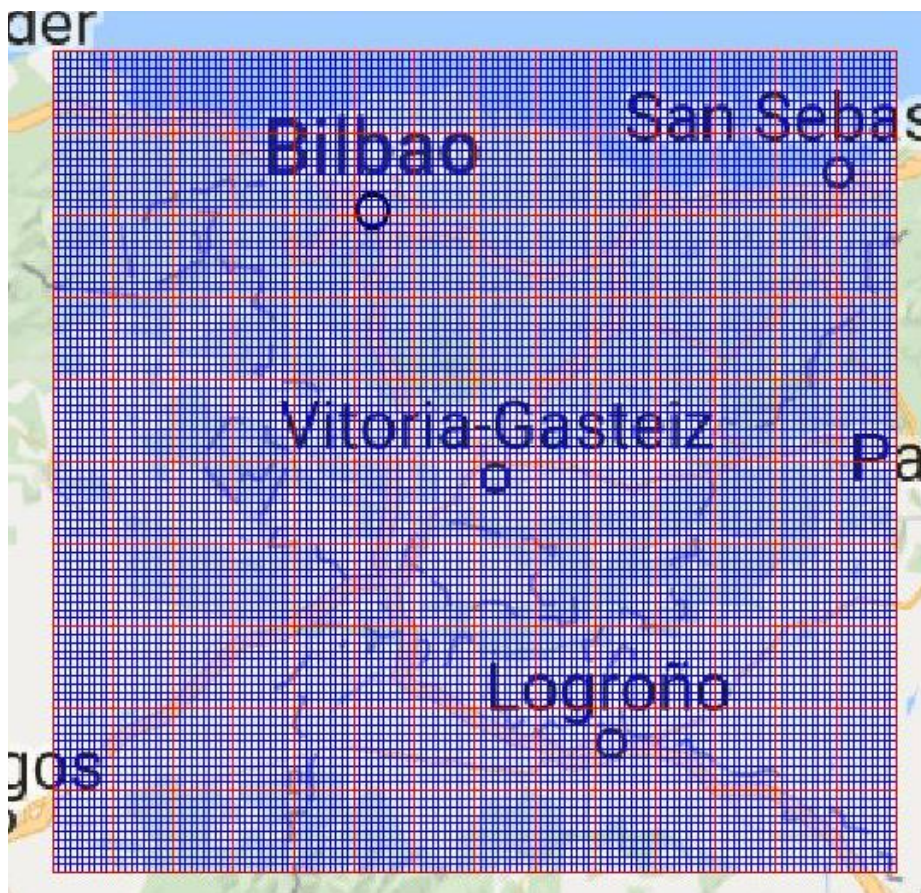 der
San Sebas
Bilbao
Vitoria-Gasteiz
Pa
Logroño
gos